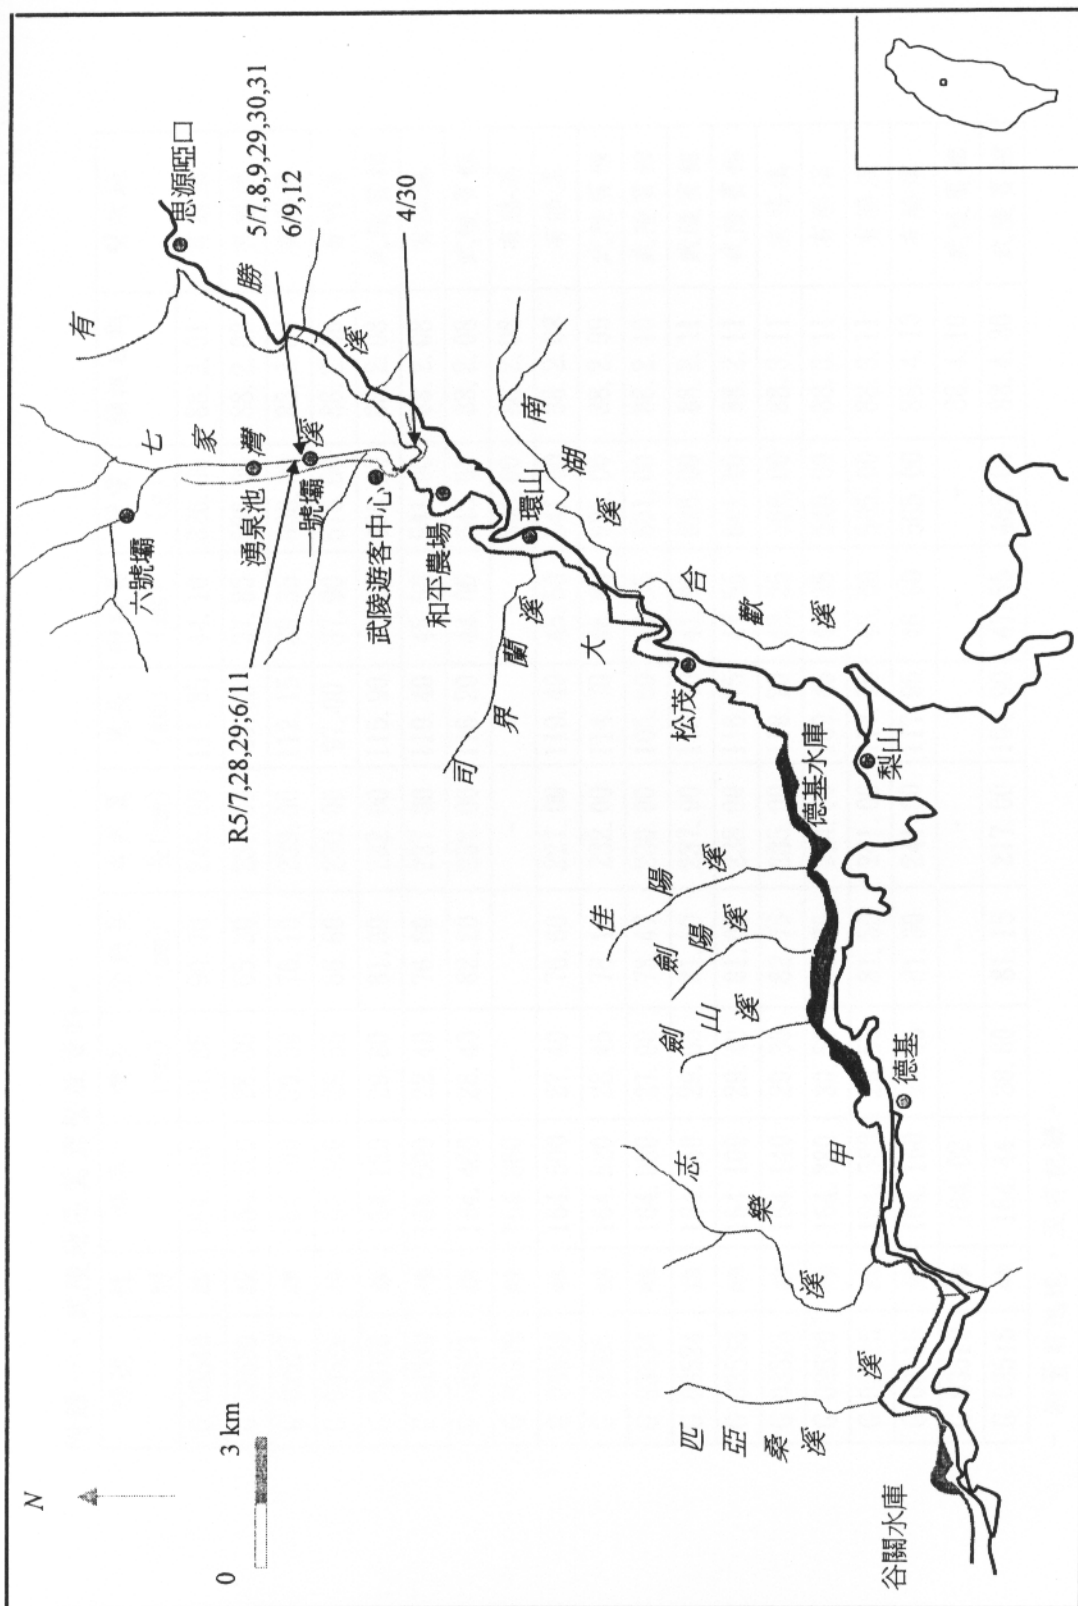 N
0 3 km
思源啞口
有勝溪
5/7,8,9,29,30,31
6/9,12
4/30
七家灣溪
六號壩
湧泉池
一號壩
R5/7,28,29;6/11
武陵遊客中心
和平農場
環山
南湖溪
司界蘭溪
合歡溪
松茂
梨山
德基水庫
佳陽溪
劍陽溪
劍山溪
德基
志樂溪
匹亞桑溪
大甲溪
谷關水庫